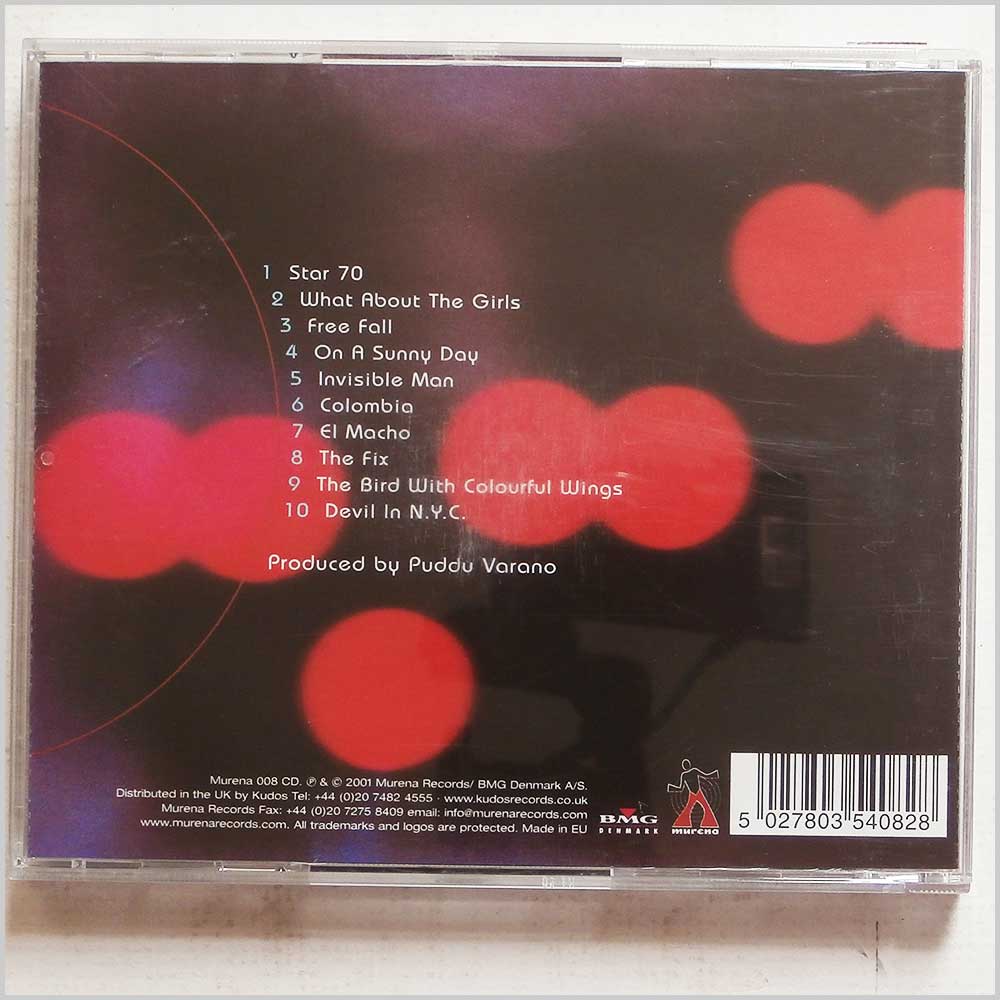 1 Star 70
2 What About The Girls
3 Free Fall
4 On A Sunny Day
5 Invisible Man
6 Colombia
7 El Macho
8 The Fix
9 The Bird With Colourful Wings
10 Devil In N.Y.C.
Produced by Puddu Varano
Murena 008 CD. ℗ & © 2001 Murena Records/ BMG Denmark A/S.
Distributed in the UK by Kudos Tel: +44 (0)20 7482 4555 · www.kudosrecords.co.uk
Murena Records Fax: +44 (0)20 7275 8409 email: info@murenarecords.com
www.murenarecords.com. All trademarks and logos are protected. Made in EU
BMG
DENMARK
murena
5 027803 540828